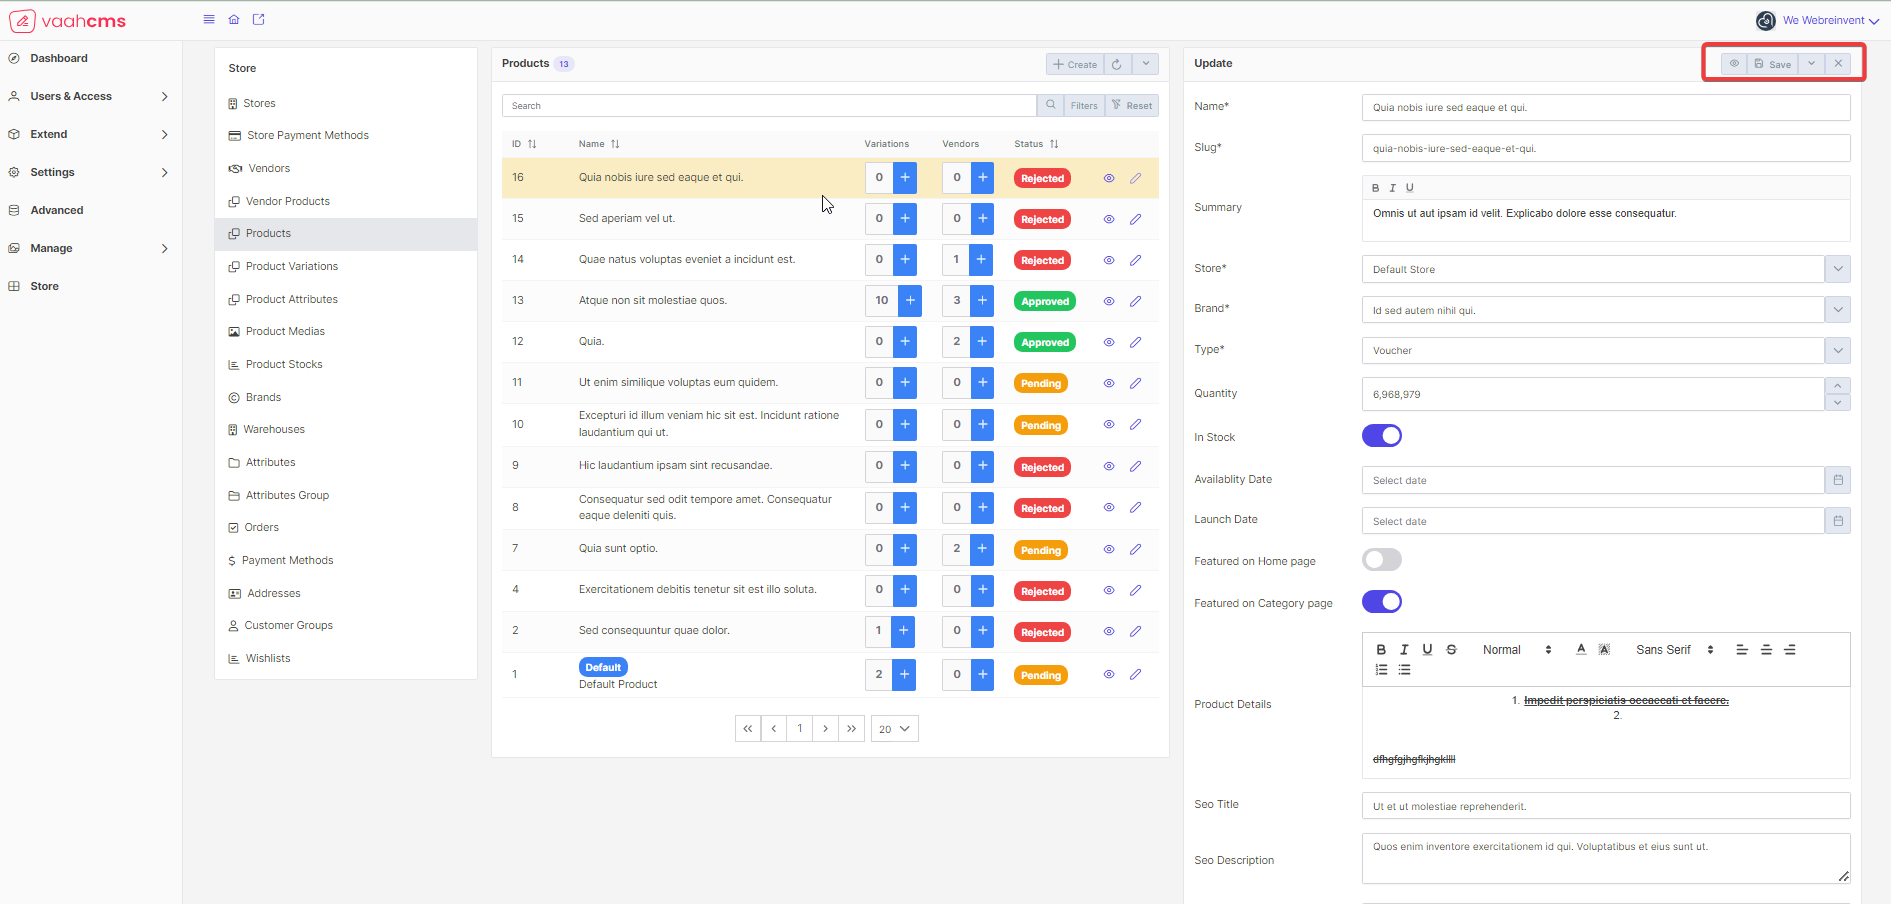 vaahcms
We Webreinvent
Dashboard
Users & Access
Extend
Settings
Advanced
Manage
Store
Store
Stores
Store Payment Methods
Vendors
Vendor Products
Products
Product Variations
Product Attributes
Product Medias
Product Stocks
Brands
Warehouses
Attributes
Attributes Group
Orders
Payment Methods
Addresses
Customer Groups
Wishlists
Products 13
Create
Search
Filters
Reset
ID Name Variations Vendors Status
16 Quia nobis iure sed eaque et qui. 0 + 0 + Rejected
15 Sed aperiam vel ut. 0 + 0 + Rejected
14 Quae natus voluptas eveniet a incidunt est. 0 + 1 + Rejected
13 Atque non sit molestiae quos. 10 + 3 + Approved
12 Quia. 0 + 2 + Approved
11 Ut enim similique voluptas eum quidem. 0 + 0 + Pending
10 Excepturi id illum veniam hic sit est. Incidunt ratione
laudantium qui ut. 0 + 0 + Pending
9 Hic laudantium ipsam sint recusandae. 0 + 0 + Rejected
8 Consequatur sed odit tempore amet. Consequatur
eaque deleniti quis. 0 + 0 + Rejected
7 Quia sunt optio. 0 + 2 + Pending
4 Exercitationem debitis tenetur sit est illo soluta. 0 + 0 + Rejected
2 Sed consequuntur quae dolor. 1 + 0 + Rejected
1 Default
Default Product 2 + 0 + Pending
1
20
Update
Save
Name* Quia nobis iure sed eaque et qui.
Slug* quia-nobis-iure-sed-eaque-et-qui.
B I U
Summary Omnis ut aut ipsam id velit. Explicabo dolore esse consequatur.
Store* Default Store
Brand* Id sed autem nihil qui.
Type* Voucher
Quantity 6,968,979
In Stock
Availablity Date Select date
Launch Date Select date
Featured on Home page
Featured on Category page
B I U S Normal A A Sans Serif
Product Details
1. Impedit perspiciatis occaecati et facere.
2.
dfhgfgjhgfkjhgkllll
Seo Title Ut et ut molestiae reprehenderit.
Seo Description Quos enim inventore exercitationem id qui. Voluptatibus et eius sunt ut.